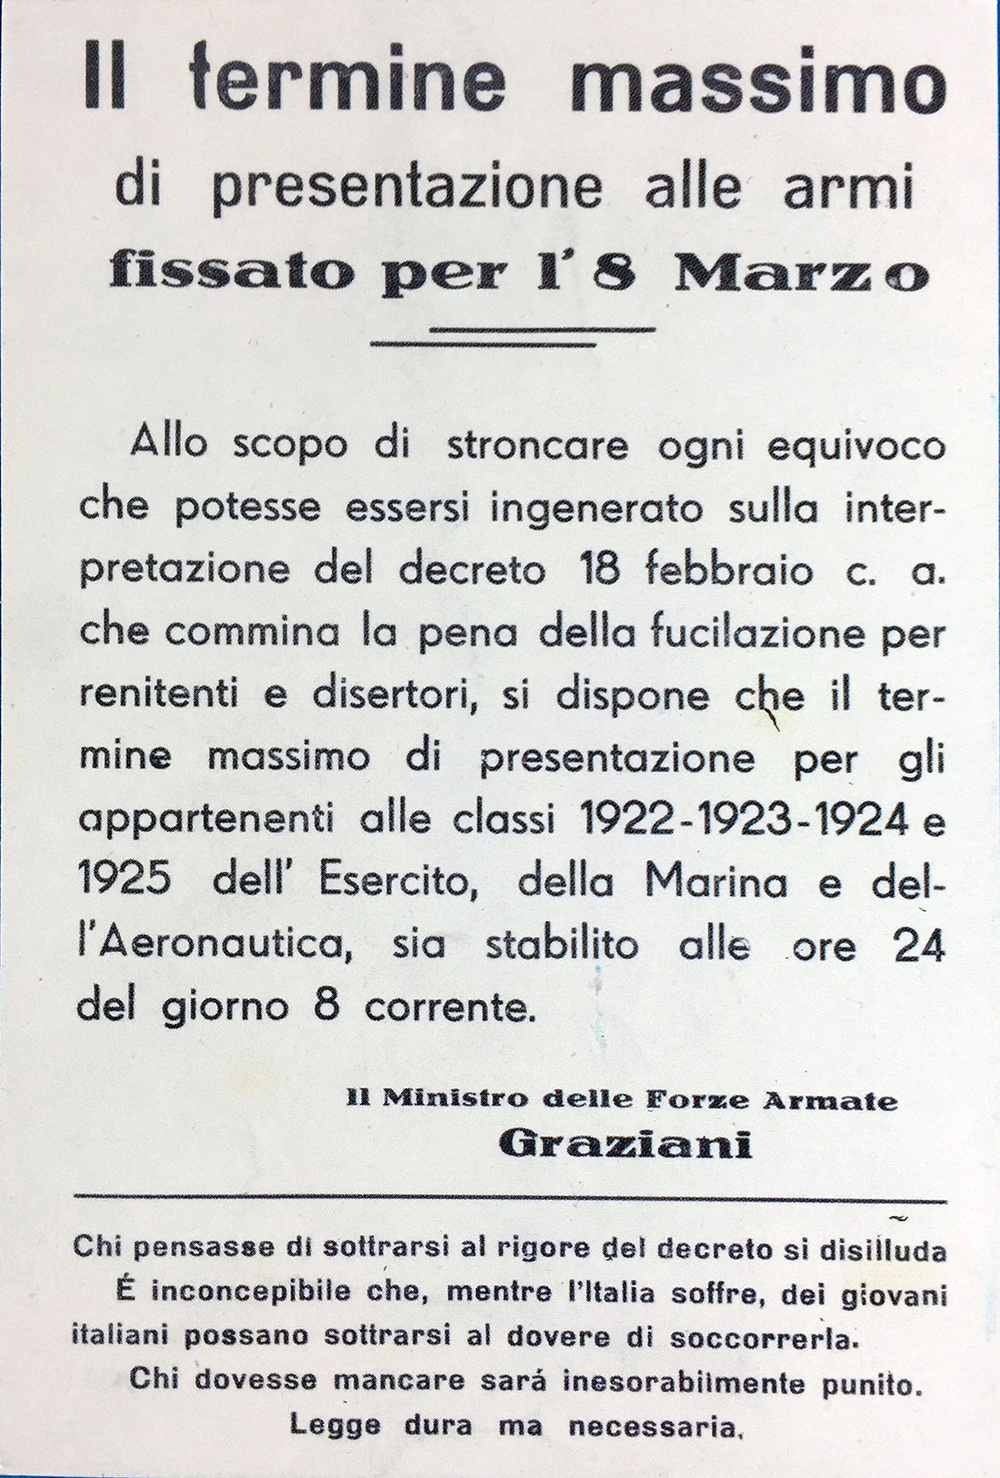 Il termine massimo
di presentazione alle armi
fissato per l' 8 Marzo
Allo scopo di stroncare ogni equivoco
che potesse essersi ingenerato sulla inter-
pretazione del decreto 18 febbraio c. a.
che commina la pena della fucilazione per
renitenti e disertori, si dispone che il ter-
mine massimo di presentazione per gli
appartenenti alle classi 1922-1923-1924 e
1925 dell' Esercito, della Marina e del-
l'Aeronautica, sia stabilito alle ore 24
del giorno 8 corrente.
Il Ministro delle Forze Armate
Graziani
Chi pensasse di sottrarsi al rigore del decreto si disilluda
É inconcepibile che, mentre l'Italia soffre, dei giovani
italiani possano sottrarsi al dovere di soccorrerla.
Chi dovesse mancare sará inesorabilmente punito.
Legge dura ma necessaria.